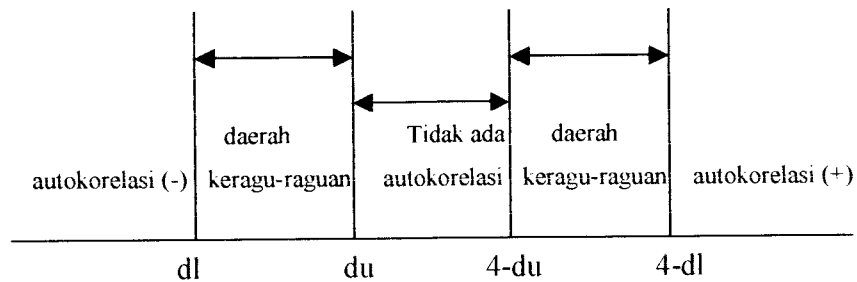 daerah Tidak ada daerah
autokorelasi (-) keragu-raguan autokorelasi keragu-raguan autokorelasi (+)
dl du 4-du 4-dl